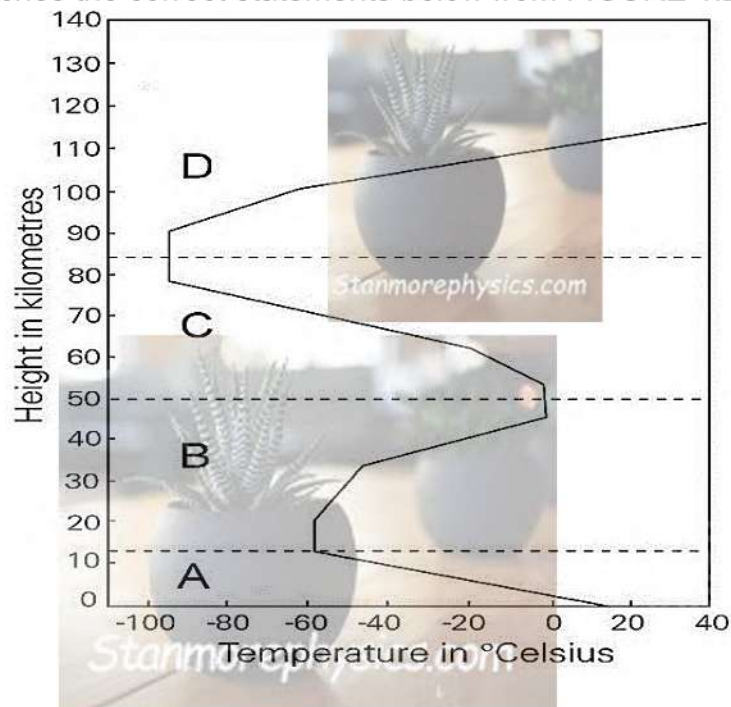 140
130
120
110
100
90
80
70
60
50
40
30
20
10
0
Height in kilometres
D
C
B
A
Stanmorephysics.com
Stanmorephysics.com
-100 -80 -60 -40 -20 0 20 40
Temperature in °Celsius